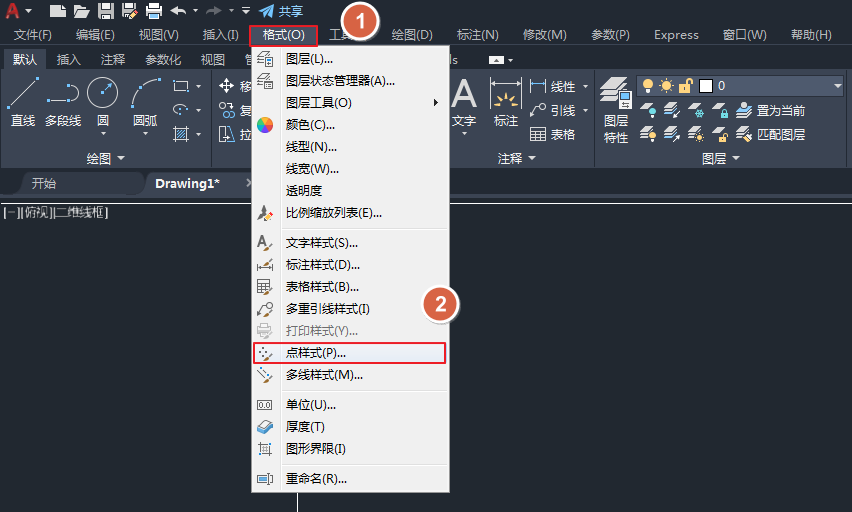 共享
1
文件(F) 编辑(E) 视图(V) 插入(I) 格式(O) 工具 绘图(D) 标注(N) 修改(M) 参数(P) Express 窗口(W) 帮助(H)
默认 插入 注释 参数化 视图 ls
直线 多段线 圆 圆弧
移
复
拉
绘图
A
文字 标注
线性
引线
表格
注释
图层
特性
0
置为当前
匹配图层
图层
开始 Drawing1*
[−][俯视][二维线框]
图层(L)...
图层状态管理器(A)...
图层工具(O)
颜色(C)...
线型(N)...
线宽(W)...
透明度
比例缩放列表(E)...
文字样式(S)...
标注样式(D)...
表格样式(B)...
2
多重引线样式(I)
打印样式(Y)...
点样式(P)...
多线样式(M)...
0.0 单位(U)...
厚度(T)
图形界限(I)
重命名(R)...